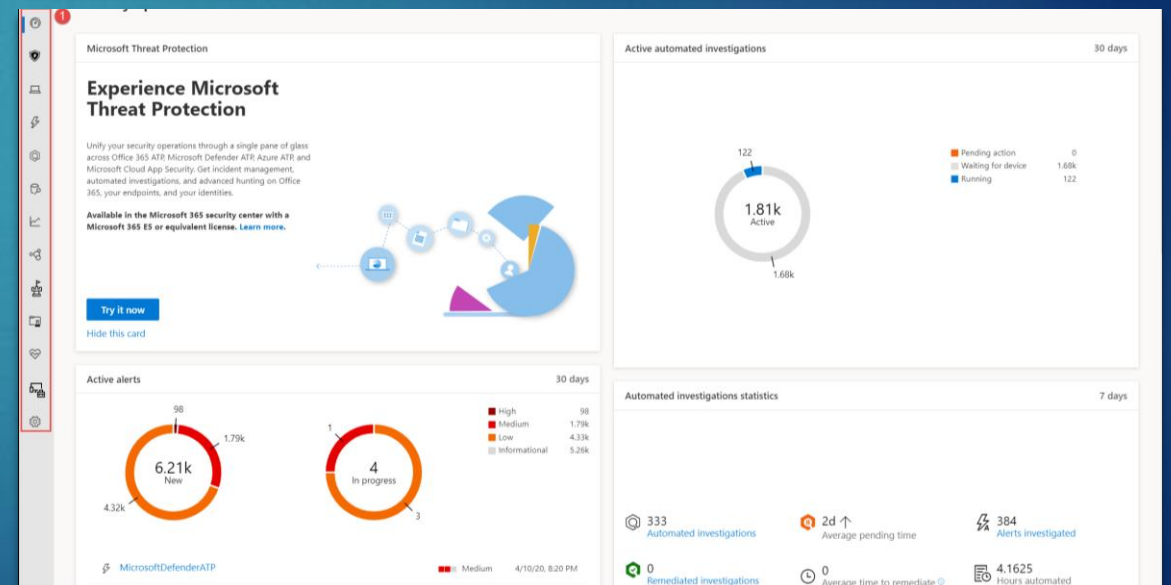 1
Microsoft Threat Protection
Experience Microsoft
Threat Protection
Unify your security operations through a single pane of glass
across Office 365 ATP, Microsoft Defender ATP, Azure ATP, and
Microsoft Cloud App Security. Get incident management,
automated investigations, and advanced hunting on Office
365, your endpoints, and your identities.
Available in the Microsoft 365 security center with a
Microsoft 365 E5 or equivalent license. Learn more.
Try it now
Hide this card
Active automated investigations 30 days
122
1.81k
Active
1.68k
Pending action 0
Waiting for device 1.68k
Running 122
Active alerts 30 days
98
1.79k
6.21k
New
4.32k
1
4
In progress
3
High 98
Medium 1.79k
Low 4.33k
Informational 5.26k
MicrosoftDefenderATP Medium 4/10/20, 8:20 PM
Automated investigations statistics 7 days
333
Automated investigations
2d ↑
Average pending time
384
Alerts investigated
0
Remediated investigations
0
Average time to remediate
4.1625
Hours automated